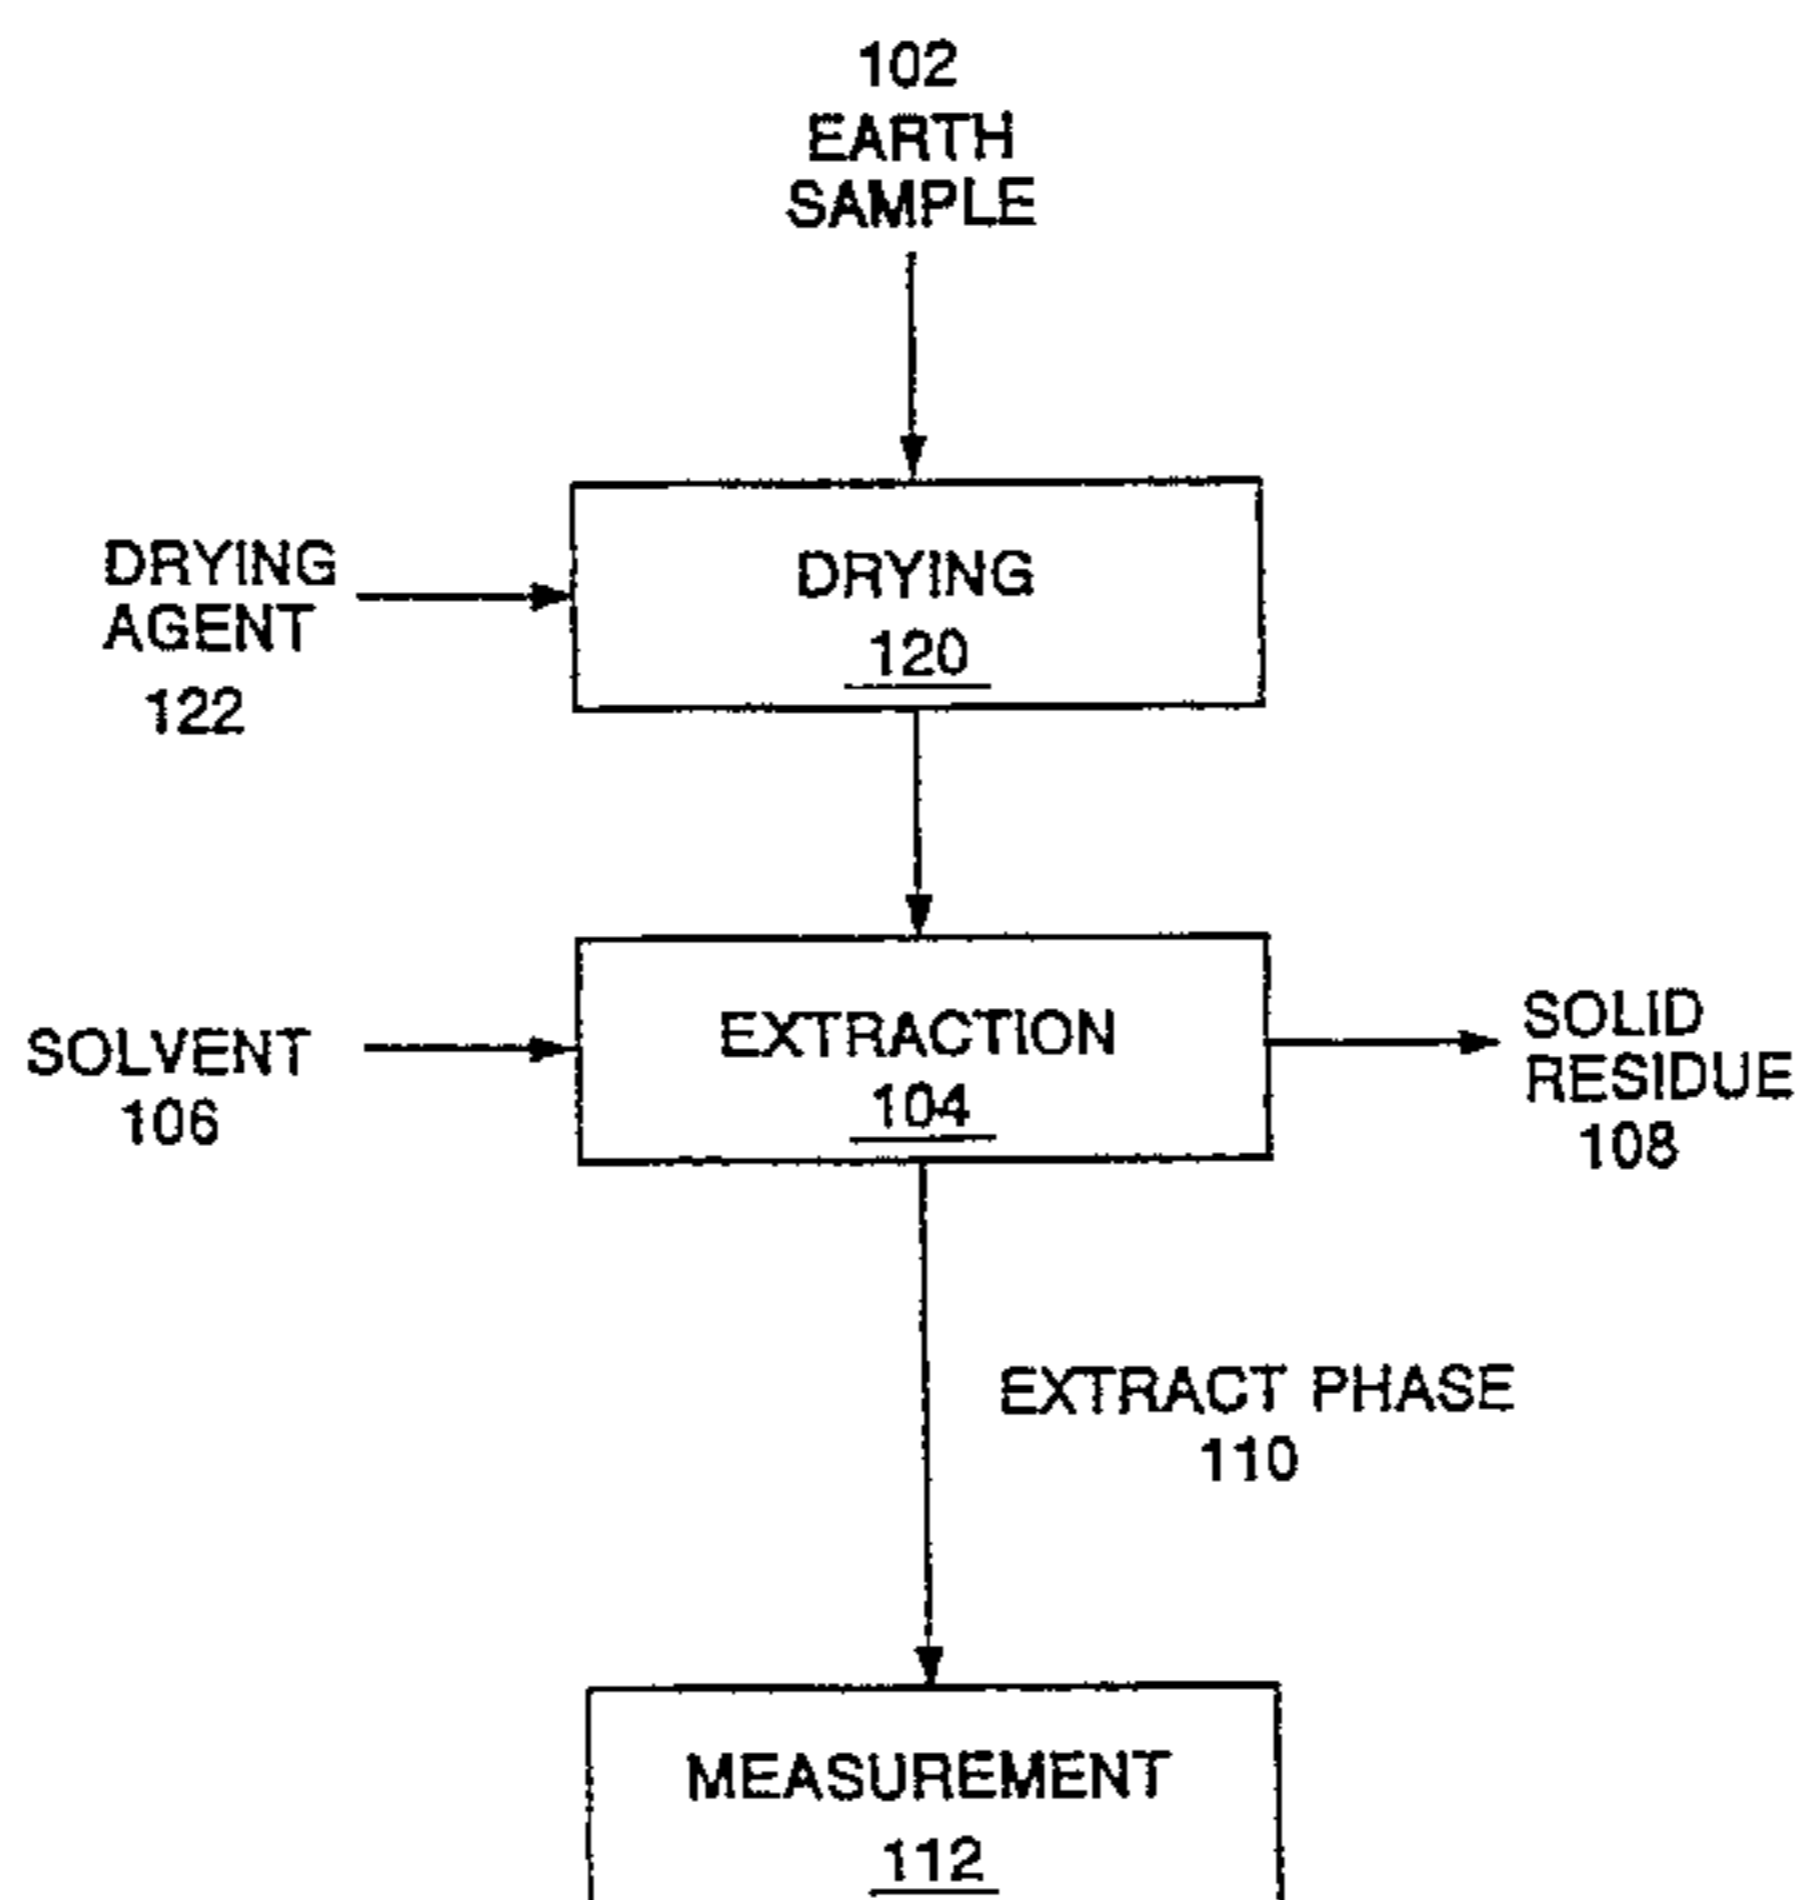 102
EARTH
SAMPLE
DRYING
AGENT
122
DRYING
120
SOLVENT
106
EXTRACTION
104
SOLID
RESIDUE
108
EXTRACT PHASE
110
MEASUREMENT
112